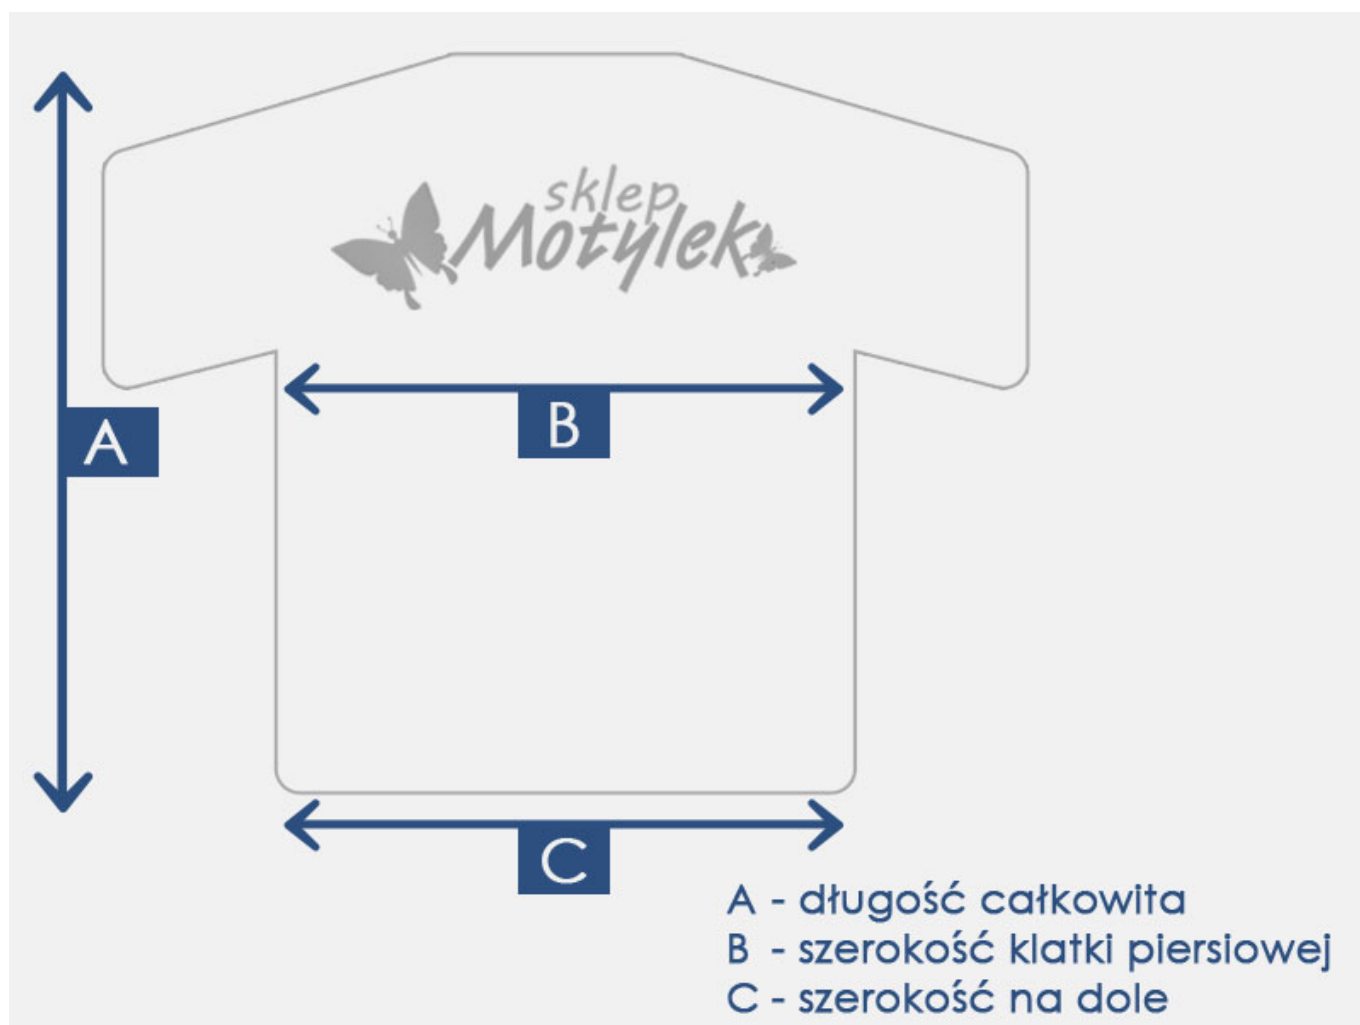 sklep
Motylek
A
B
C
A - długość całkowita
B - szerokość klatki piersiowej
C - szerokość na dole